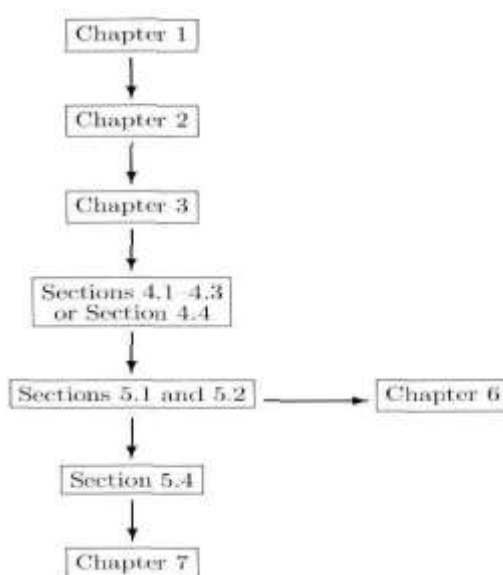 Chapter 1
Chapter 2
Chapter 3
Sections 4.1–4.3
or Section 4.4
Sections 5.1 and 5.2
Chapter 6
Section 5.4
Chapter 7